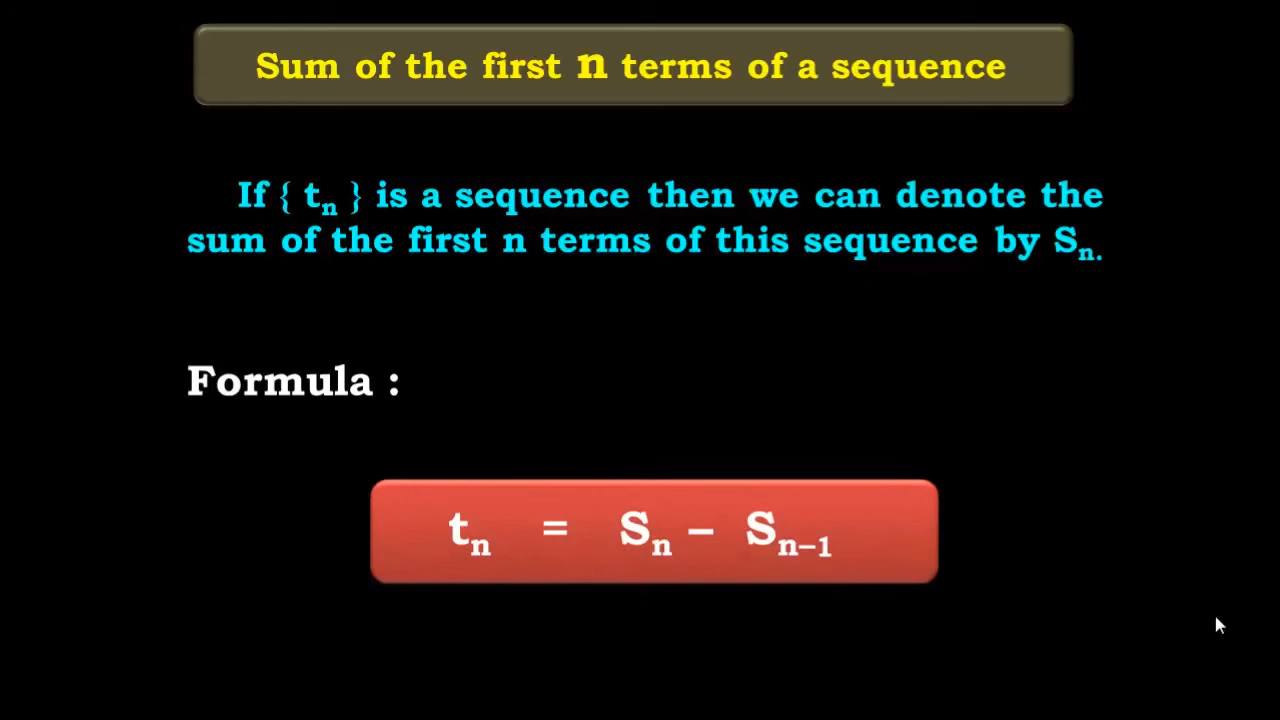 Sum of the first n terms of a sequence
If { tₙ } is a sequence then we can denote the
sum of the first n terms of this sequence by Sₙ.
Formula :
tₙ = Sₙ – Sₙ₋₁